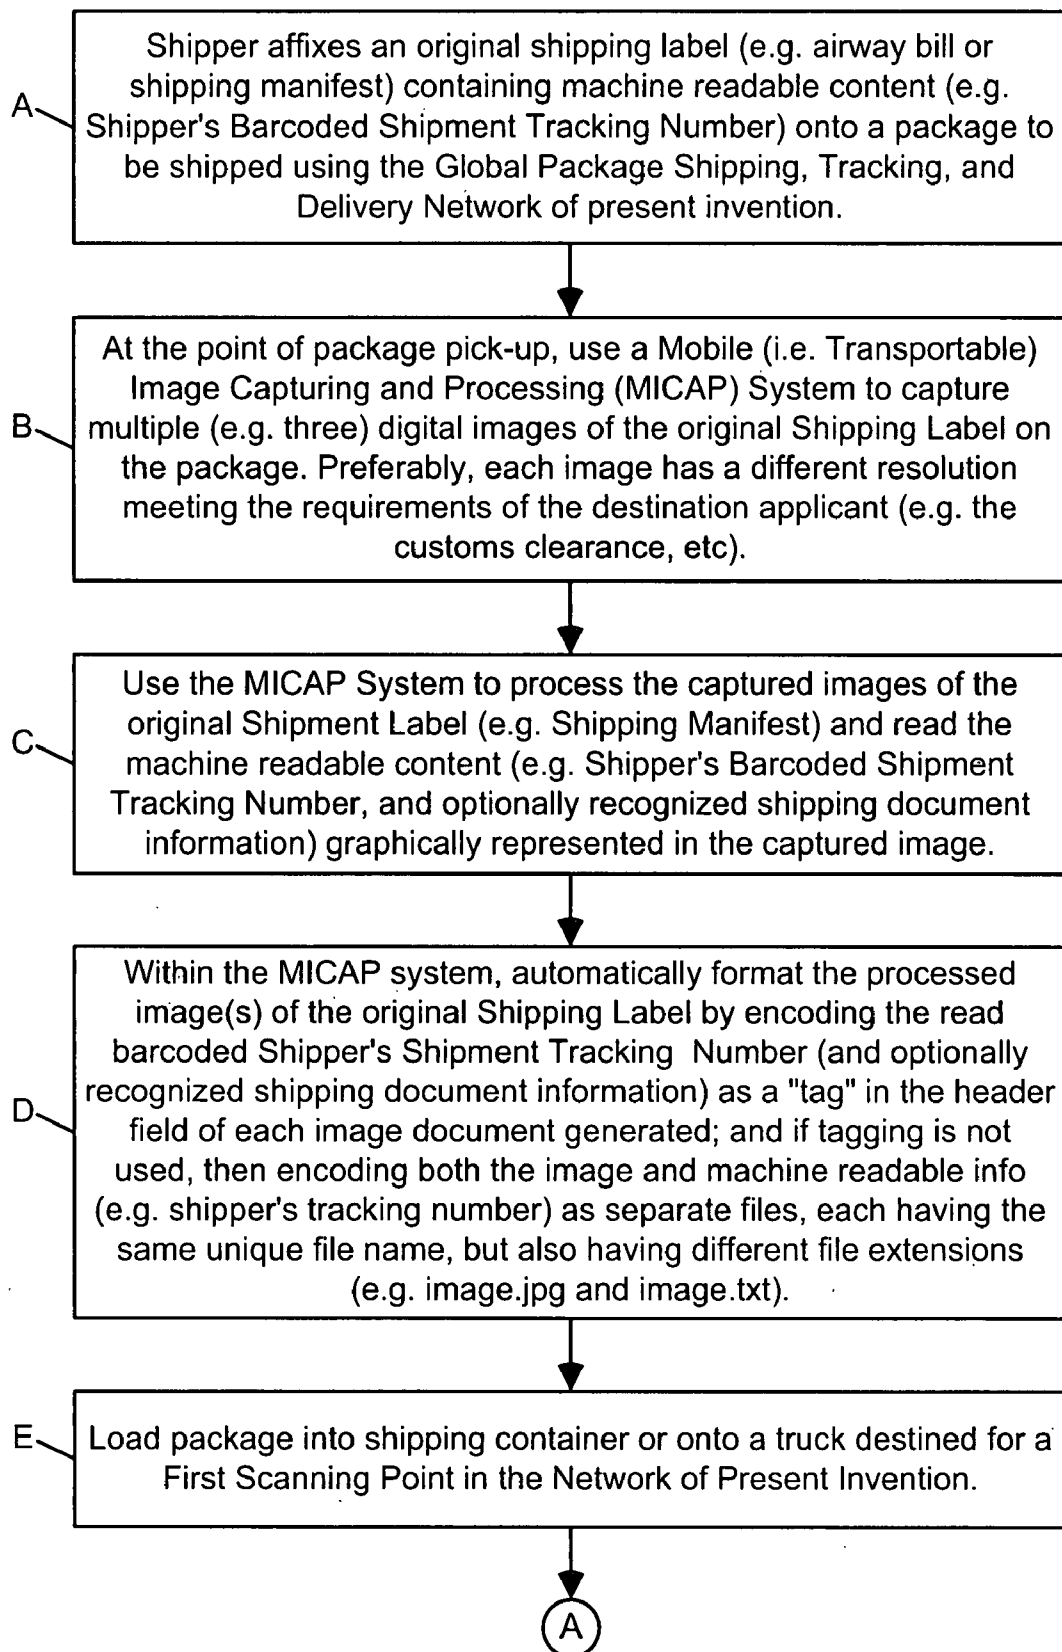 Shipper affixes an original shipping label (e.g. airway bill or
shipping manifest) containing machine readable content (e.g.
A
Shipper's Barcoded Shipment Tracking Number) onto a package to
be shipped using the Global Package Shipping, Tracking, and
Delivery Network of present invention.
At the point of package pick-up, use a Mobile (i.e. Transportable)
Image Capturing and Processing (MICAP) System to capture
B
multiple (e.g. three) digital images of the original Shipping Label on
the package. Preferably, each image has a different resolution
meeting the requirements of the destination applicant (e.g. the
customs clearance, etc).
Use the MICAP System to process the captured images of the
original Shipment Label (e.g. Shipping Manifest) and read the
C
machine readable content (e.g. Shipper's Barcoded Shipment
Tracking Number, and optionally recognized shipping document
information) graphically represented in the captured image.
Within the MICAP system, automatically format the processed
image(s) of the original Shipping Label by encoding the read
barcoded Shipper's Shipment Tracking Number (and optionally
recognized shipping document information) as a "tag" in the header
D
field of each image document generated; and if tagging is not
used, then encoding both the image and machine readable info
(e.g. shipper's tracking number) as separate files, each having the
same unique file name, but also having different file extensions
(e.g. image.jpg and image.txt).
E
Load package into shipping container or onto a truck destined for a
First Scanning Point in the Network of Present Invention.
A